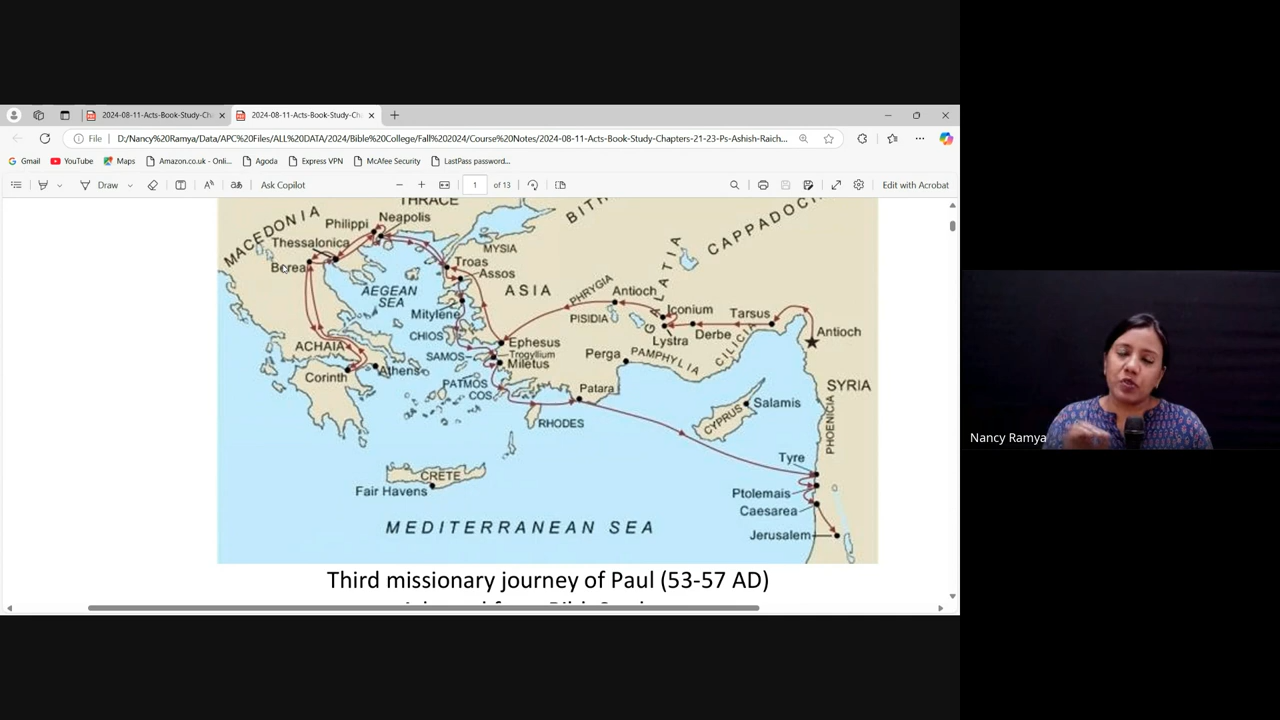 2024-08-11-Acts-Book-Study-Ch
2024-08-11-Acts-Book-Study-Ch
File
D:/Nancy%20Ramya/Data/APC%20Files/ALL%20DATA/2024/Bible%20College/Fall%202024/Course%20Notes/2024-08-11-Acts-Book-Study-Chapters-21-23-Ps-Ashish-Raich...
Gmail YouTube Maps Amazon.co.uk - Onli... Agoda Express VPN McAfee Security LastPass password...
Draw Ask Copilot 1 of 13 Edit with Acrobat
THRACE
MACEDONIA
Philippi
Neapolis
BITH
CAPPADOCI
Thessalonica
MYSIA
GALATIA
Berea
Troas
Assos
AEGEAN
SEA
ASIA
PHRYGIA
Antioch
Mitylene
PISIDIA
Iconium
Tarsus
CHIOS
Lystra
Derbe
CILICIA
Antioch
ACHAIA
Ephesus
SAMOS
Trogyllium
Perga
PAMPHYLIA
Miletus
Corinth
Athens
PATMOS
COS
Patara
SYRIA
CYPRUS
Salamis
PHOENICIA
RHODES
Tyre
CRETE
Fair Havens
Ptolemais
Caesarea
MEDITERRANEAN SEA
Jerusalem
Third missionary journey of Paul (53-57 AD)
Nancy Ramya